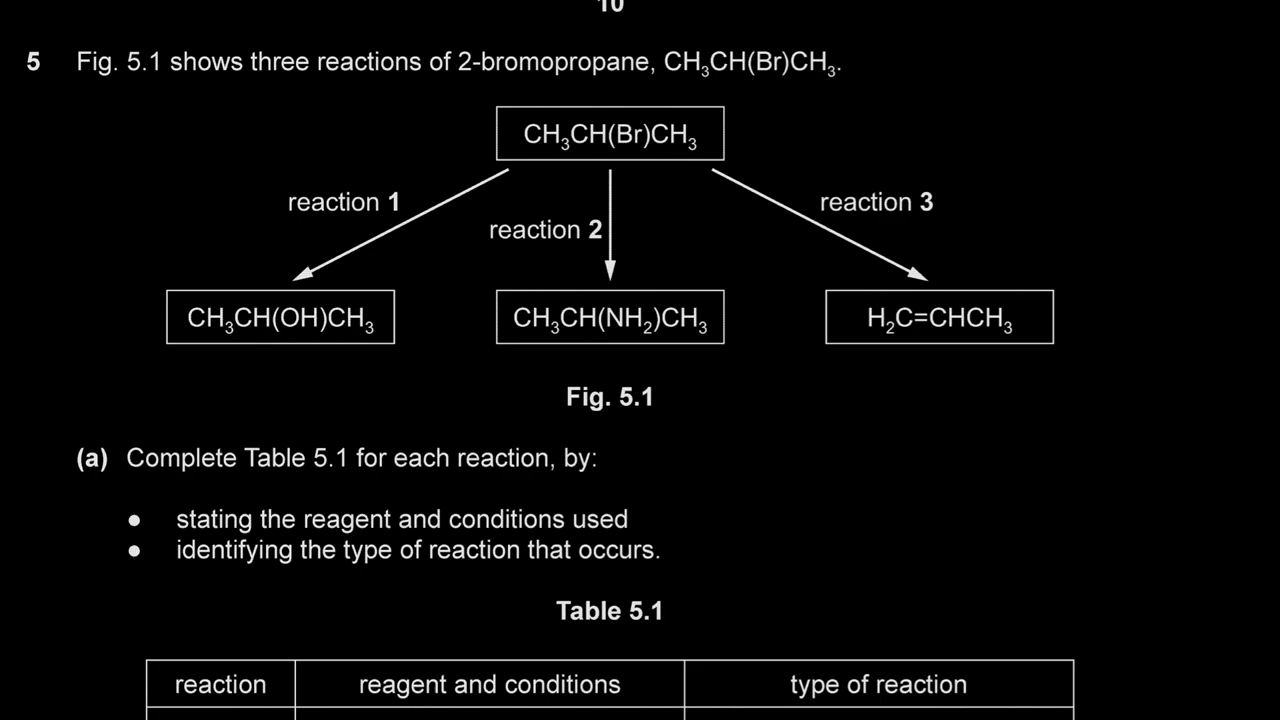 10
5 Fig. 5.1 shows three reactions of 2-bromopropane, CH₃CH(Br)CH₃.
CH₃CH(Br)CH₃
reaction 1
reaction 2
reaction 3
CH₃CH(OH)CH₃
CH₃CH(NH₂)CH₃
H₂C=CHCH₃
Fig. 5.1
(a) Complete Table 5.1 for each reaction, by:
● stating the reagent and conditions used
● identifying the type of reaction that occurs.
Table 5.1
reaction
reagent and conditions
type of reaction